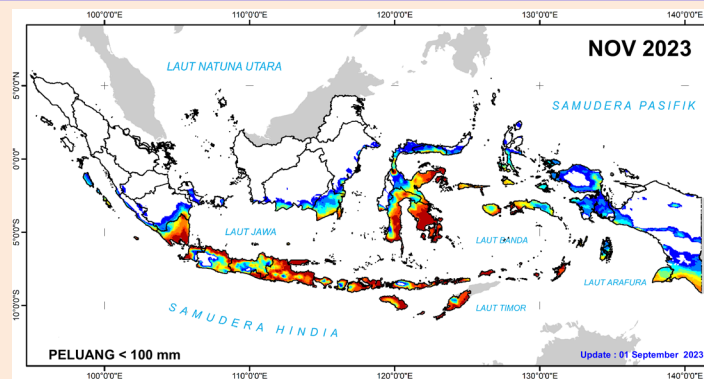 100°0'0"E 110°0'0"E 120°0'0"E 130°0'0"E 140°0'0"E
NOV 2023
LAUT NATUNA UTARA
SAMUDERA PASIFIK
5°0'0"N
0°0'0"
5°0'0"S
10°0'0"S
LAUT JAWA
LAUT BANDA
LAUT ARAFURA
LAUT TIMOR
SAMUDERA HINDIA
PELUANG < 100 mm
Update : 01 September 2023
100°0'0"E 110°0'0"E 120°0'0"E 130°0'0"E 140°0'0"E